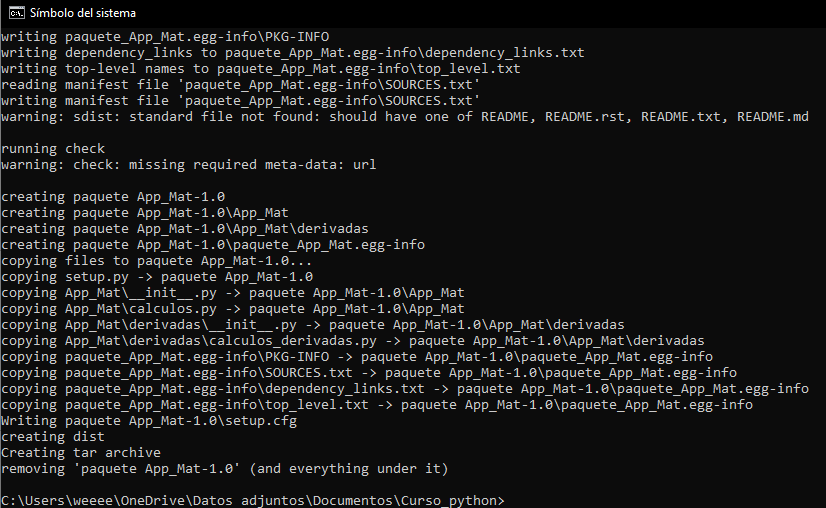 Símbolo del sistema
writing paquete_App_Mat.egg-info\PKG-INFO
writing dependency_links to paquete_App_Mat.egg-info\dependency_links.txt
writing top-level names to paquete_App_Mat.egg-info\top_level.txt
reading manifest file 'paquete_App_Mat.egg-info\SOURCES.txt'
writing manifest file 'paquete_App_Mat.egg-info\SOURCES.txt'
warning: sdist: standard file not found: should have one of README, README.rst, README.txt, README.md
running check
warning: check: missing required meta-data: url
creating paquete App_Mat-1.0
creating paquete App_Mat-1.0\App_Mat
creating paquete App_Mat-1.0\App_Mat\derivadas
creating paquete App_Mat-1.0\paquete_App_Mat.egg-info
copying files to paquete App_Mat-1.0...
copying setup.py -> paquete App_Mat-1.0
copying App_Mat\__init__.py -> paquete App_Mat-1.0\App_Mat
copying App_Mat\calculos.py -> paquete App_Mat-1.0\App_Mat
copying App_Mat\derivadas\__init__.py -> paquete App_Mat-1.0\App_Mat\derivadas
copying App_Mat\derivadas\calculos_derivadas.py -> paquete App_Mat-1.0\App_Mat\derivadas
copying paquete_App_Mat.egg-info\PKG-INFO -> paquete App_Mat-1.0\paquete_App_Mat.egg-info
copying paquete_App_Mat.egg-info\SOURCES.txt -> paquete App_Mat-1.0\paquete_App_Mat.egg-info
copying paquete_App_Mat.egg-info\dependency_links.txt -> paquete App_Mat-1.0\paquete_App_Mat.egg-info
copying paquete_App_Mat.egg-info\top_level.txt -> paquete App_Mat-1.0\paquete_App_Mat.egg-info
Writing paquete App_Mat-1.0\setup.cfg
creating dist
Creating tar archive
removing 'paquete App_Mat-1.0' (and everything under it)
C:\Users\weeee\OneDrive\Datos adjuntos\Documentos\Curso_python>